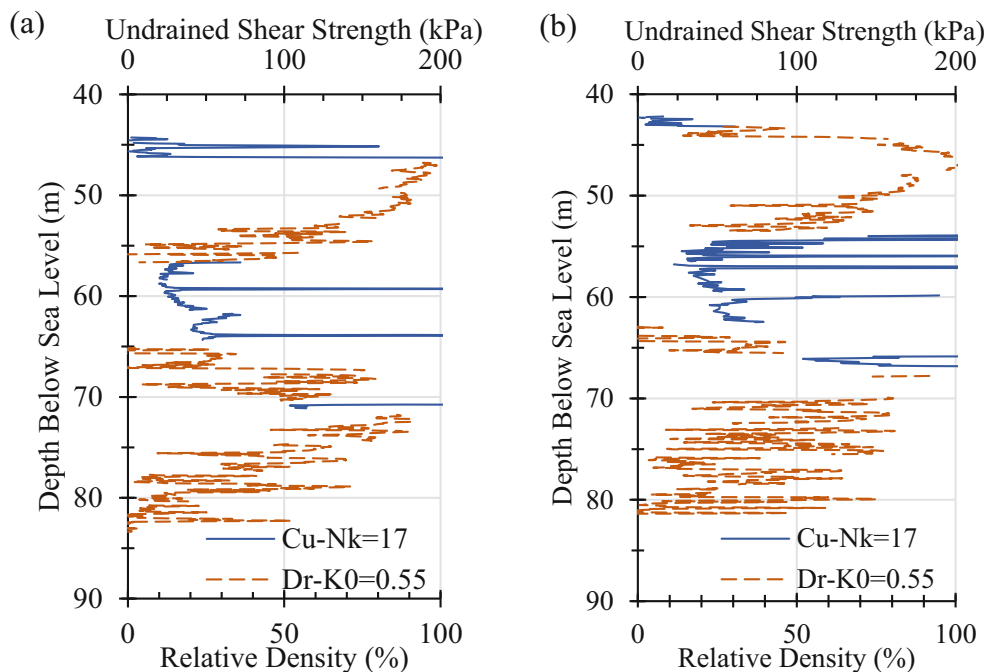 (a)
Undrained Shear Strength (kPa)
0 100 200
40
50
60
70
80
90
Depth Below Sea Level (m)
Cu-Nk=17
Dr-K0=0.55
0 50 100
Relative Density (%)
(b)
Undrained Shear Strength (kPa)
0 100 200
40
50
60
70
80
90
Depth Below Sea Level (m)
Cu-Nk=17
Dr-K0=0.55
0 50 100
Relative Density (%)